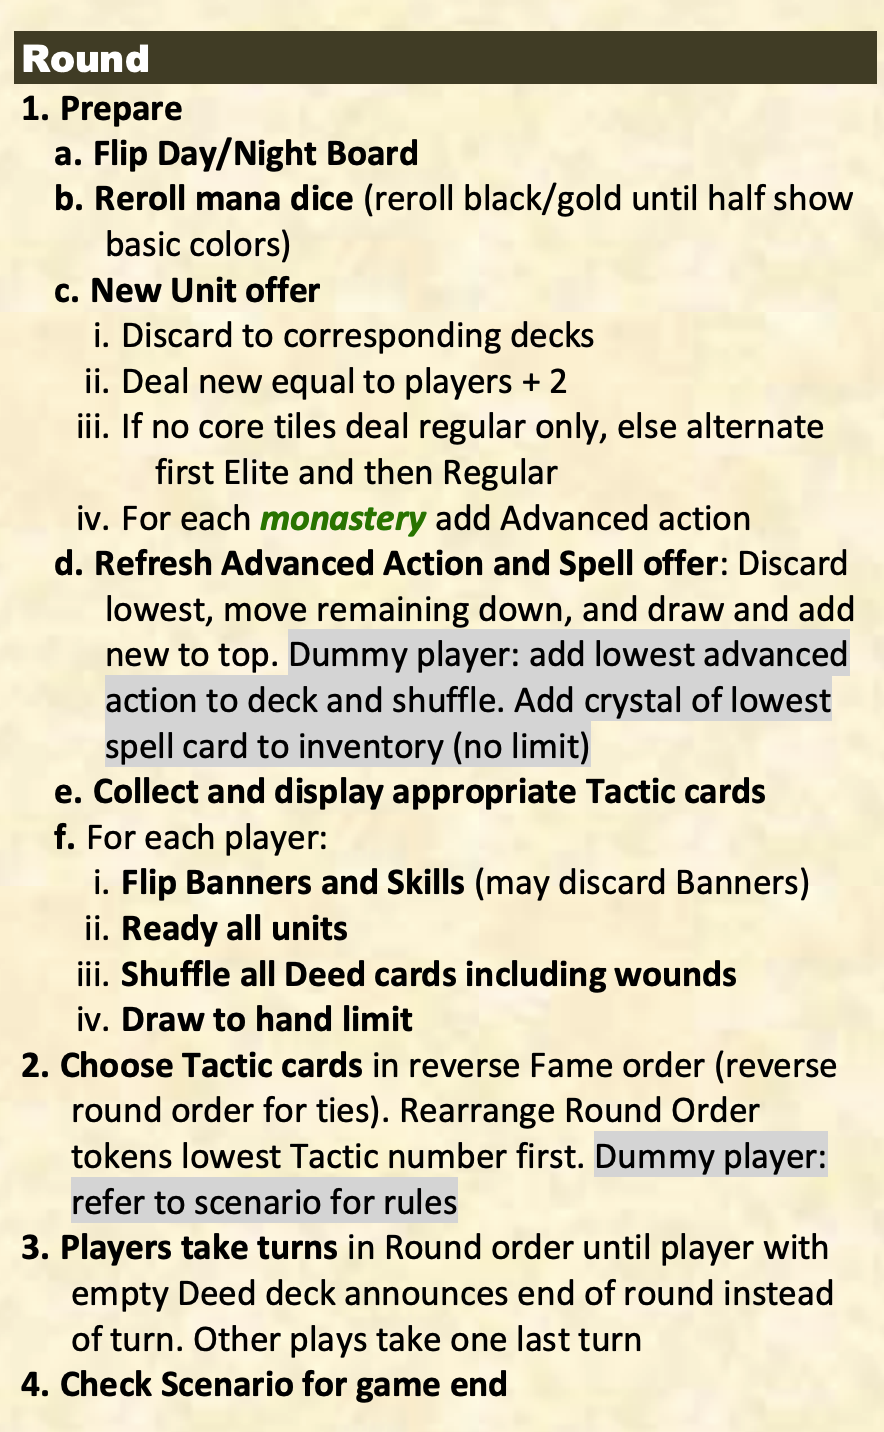 Round
1. Prepare
a. Flip Day/Night Board
b. Reroll mana dice (reroll black/gold until half show
basic colors)
c. New Unit offer
i. Discard to corresponding decks
ii. Deal new equal to players + 2
iii. If no core tiles deal regular only, else alternate
first Elite and then Regular
iv. For each monastery add Advanced action
d. Refresh Advanced Action and Spell offer: Discard
lowest, move remaining down, and draw and add
new to top. Dummy player: add lowest advanced
action to deck and shuffle. Add crystal of lowest
spell card to inventory (no limit)
e. Collect and display appropriate Tactic cards
f. For each player:
i. Flip Banners and Skills (may discard Banners)
ii. Ready all units
iii. Shuffle all Deed cards including wounds
iv. Draw to hand limit
2. Choose Tactic cards in reverse Fame order (reverse
round order for ties). Rearrange Round Order
tokens lowest Tactic number first. Dummy player:
refer to scenario for rules
3. Players take turns in Round order until player with
empty Deed deck announces end of round instead
of turn. Other plays take one last turn
4. Check Scenario for game end